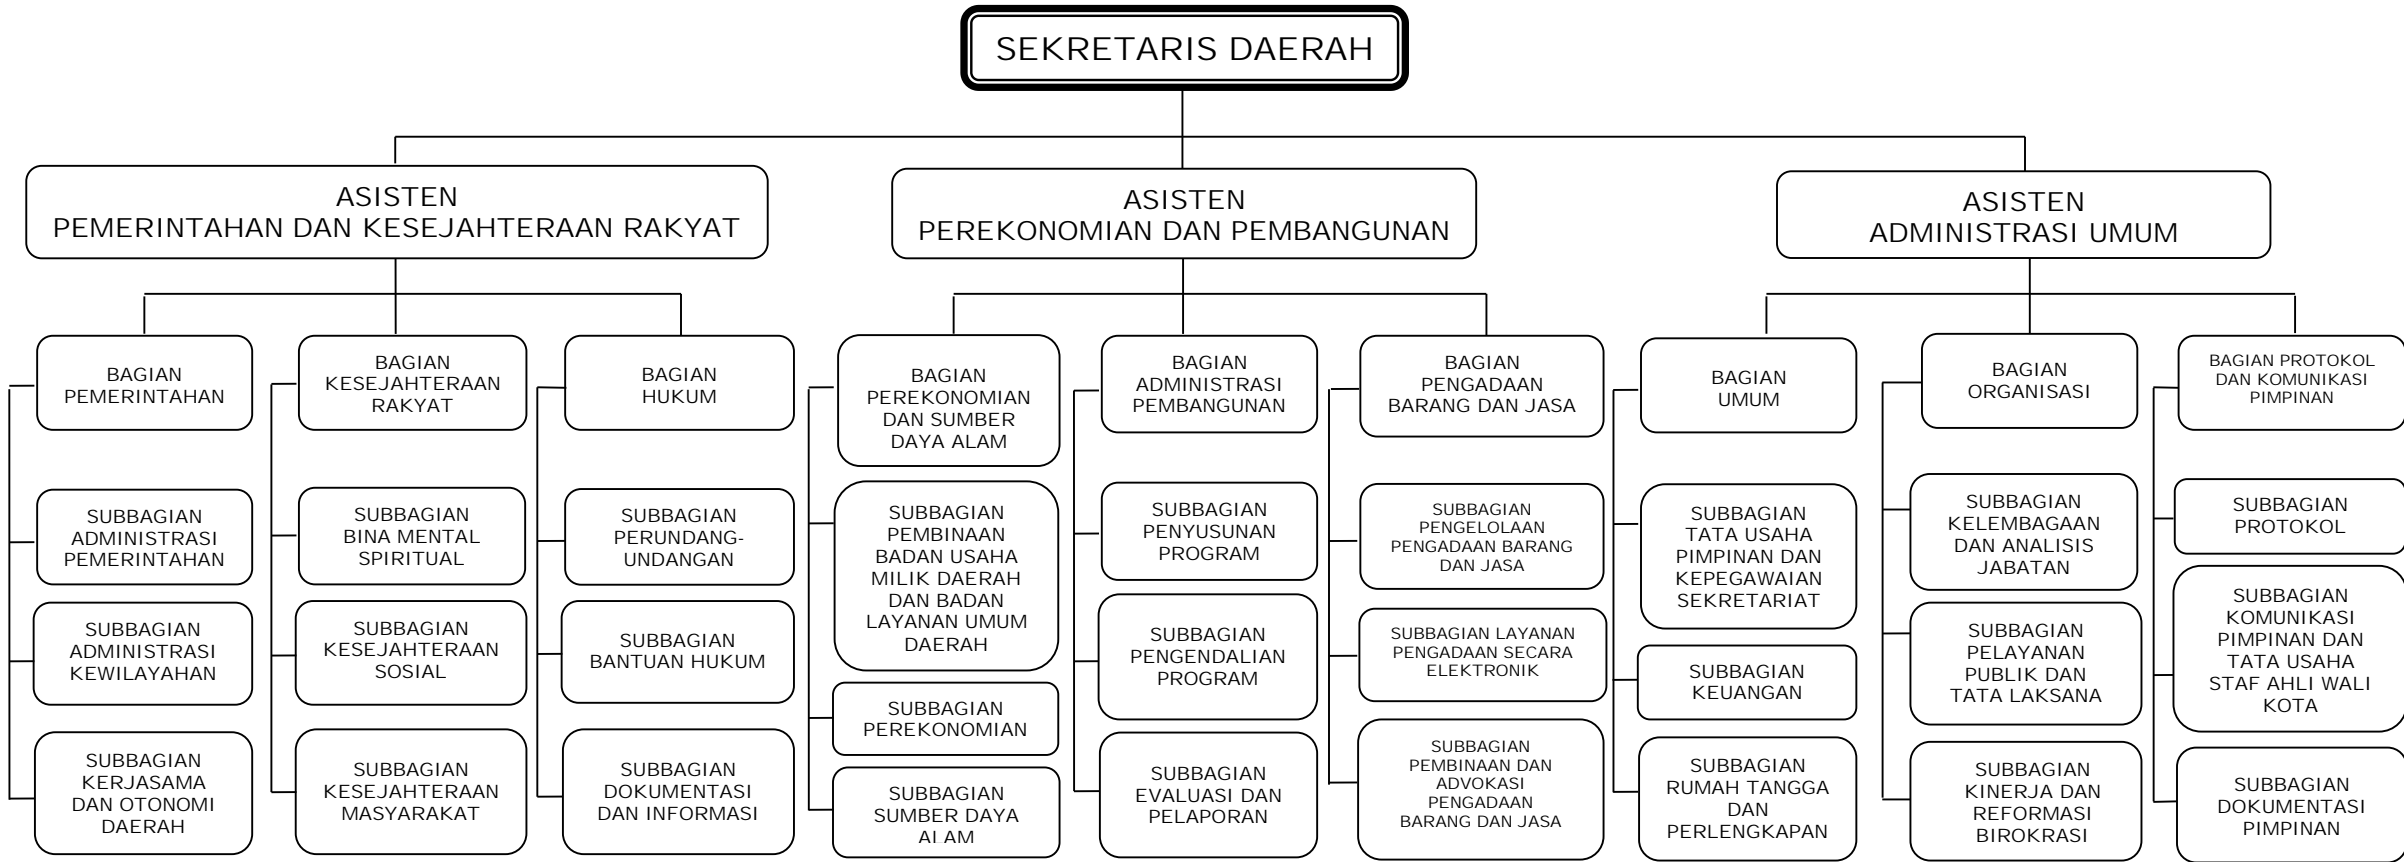 SEKRETARIS DAERAH
ASISTEN
PEMERINTAHAN DAN KESEJAHTERAAN RAKYAT
ASISTEN
PEREKONOMIAN DAN PEMBANGUNAN
ASISTEN
ADMINISTRASI UMUM
BAGIAN
PEMERINTAHAN
BAGIAN
KESEJAHTERAAN
RAKYAT
BAGIAN
HUKUM
BAGIAN
PEREKONOMIAN
DAN SUMBER
DAYA ALAM
BAGIAN
ADMINISTRASI
PEMBANGUNAN
BAGIAN
PENGADAAN
BARANG DAN JASA
BAGIAN
UMUM
BAGIAN
ORGANISASI
BAGIAN PROTOKOL
DAN KOMUNIKASI
PIMPINAN
SUBBAGIAN
ADMINISTRASI
PEMERINTAHAN
SUBBAGIAN
BINA MENTAL
SPIRITUAL
SUBBAGIAN
PERUNDANG-
UNDANGAN
SUBBAGIAN
PEMBINAAN
BADAN USAHA
MILIK DAERAH
DAN BADAN
LAYANAN UMUM
DAERAH
SUBBAGIAN
PENYUSUNAN
PROGRAM
SUBBAGIAN
PENGELOLAAN
PENGADAAN BARANG
DAN JASA
SUBBAGIAN
TATA USAHA
PIMPINAN DAN
KEPEGAWAIAN
SEKRETARIAT
SUBBAGIAN
KELEMBAGAAN
DAN ANALISIS
JABATAN
SUBBAGIAN
PROTOKOL
SUBBAGIAN
ADMINISTRASI
KEWILAYAHAN
SUBBAGIAN
KESEJAHTERAAN
SOSIAL
SUBBAGIAN
BANTUAN HUKUM
SUBBAGIAN
PEREKONOMIAN
SUBBAGIAN
PENGENDALIAN
PROGRAM
SUBBAGIAN LAYANAN
PENGADAAN SECARA
ELEKTRONIK
SUBBAGIAN
KEUANGAN
SUBBAGIAN
PELAYANAN
PUBLIK DAN
TATA LAKSANA
SUBBAGIAN
KOMUNIKASI
PIMPINAN DAN
TATA USAHA
STAF AHLI WALI
KOTA
SUBBAGIAN
KERJASAMA
DAN OTONOMI
DAERAH
SUBBAGIAN
KESEJAHTERAAN
MASYARAKAT
SUBBAGIAN
DOKUMENTASI
DAN INFORMASI
SUBBAGIAN
SUMBER DAYA
ALAM
SUBBAGIAN
EVALUASI DAN
PELAPORAN
SUBBAGIAN
PEMBINAAN DAN
ADVOKASI
PENGADAAN
BARANG DAN JASA
SUBBAGIAN
RUMAH TANGGA
DAN
PERLENGKAPAN
SUBBAGIAN
KINERJA DAN
REFORMASI
BIROKRASI
SUBBAGIAN
DOKUMENTASI
PIMPINAN